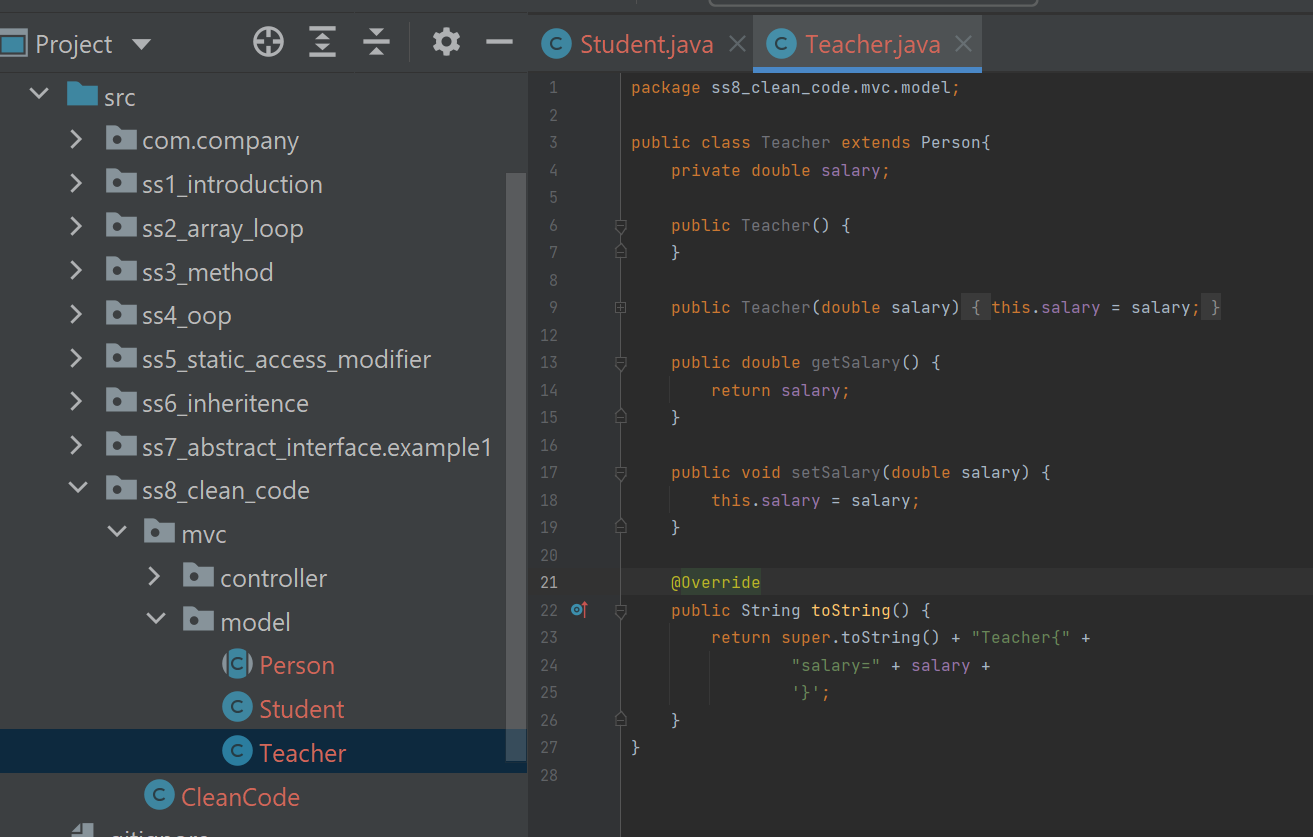 Project
src
com.company
ss1_introduction
ss2_array_loop
ss3_method
ss4_oop
ss5_static_access_modifier
ss6_inheritence
ss7_abstract_interface.example1
ss8_clean_code
mvc
controller
model
C Person
C Student
C Teacher
C CleanCode
C Student.java
C Teacher.java
1 package ss8_clean_code.mvc.model;
2
3 public class Teacher extends Person{
4 private double salary;
5
6 public Teacher() {
7 }
8
9 public Teacher(double salary) { this.salary = salary; }
12
13 public double getSalary() {
14 return salary;
15 }
16
17 public void setSalary(double salary) {
18 this.salary = salary;
19 }
20
21 @Override
22 public String toString() {
23 return super.toString() + "Teacher{" +
24 "salary=" + salary +
25 '}';
26 }
27 }
28